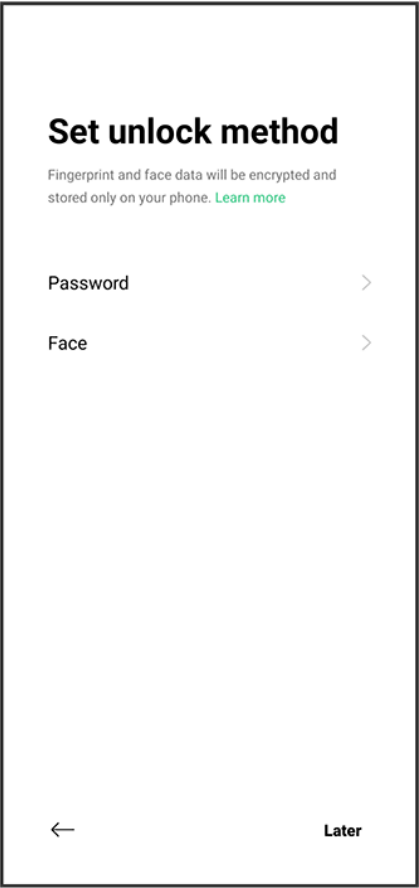 Set unlock method
Fingerprint and face data will be encrypted and
stored only on your phone. Learn more
Password
Face
Later